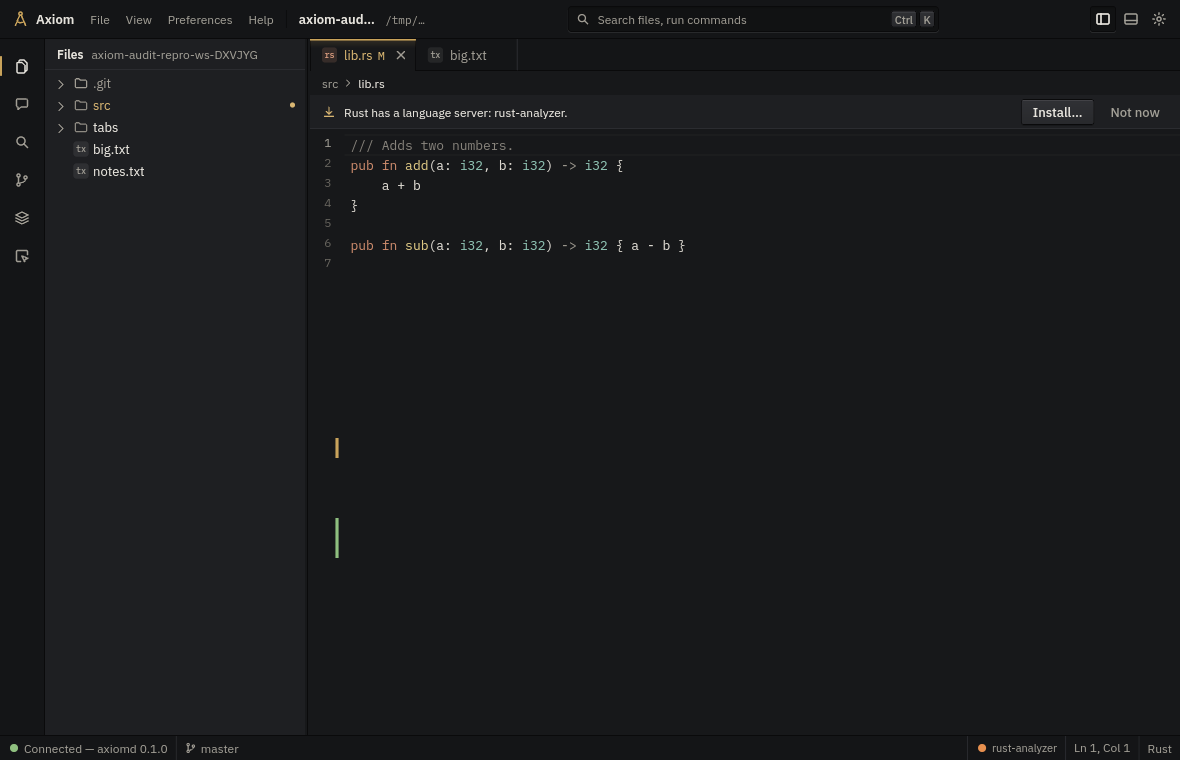 Axiom File View Preferences Help axiom-aud... /tmp/… Search files, run commands Ctrl K
Files axiom-audit-repro-ws-DXVJYG
.git
src
tabs
tx big.txt
tx notes.txt
rs lib.rs M
tx big.txt
src > lib.rs
Rust has a language server: rust-analyzer. Install... Not now
1 /// Adds two numbers.
2 pub fn add(a: i32, b: i32) -> i32 {
3     a + b
4 }
5
6 pub fn sub(a: i32, b: i32) -> i32 { a - b }
7
Connected — axiomd 0.1.0 master rust-analyzer Ln 1, Col 1 Rust